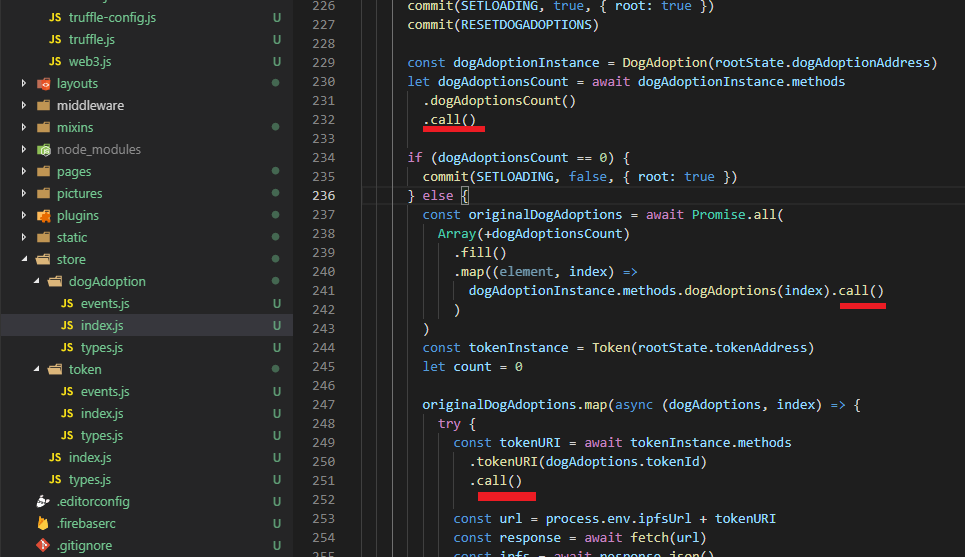 JS truffle-config.js U
JS truffle.js U
JS web3.js U
layouts
middleware
mixins
node_modules
pages
pictures
plugins
static
store
dogAdoption
JS events.js U
JS index.js U
JS types.js U
token
JS events.js U
JS index.js U
JS types.js U
JS index.js U
JS types.js U
.editorconfig U
.firebaserc U
.gitignore U
226 commit(SETLOADING, true, { root: true })
227 commit(RESETDOGADOPTIONS)
228
229 const dogAdoptionInstance = DogAdoption(rootState.dogAdoptionAddress)
230 let dogAdoptionsCount = await dogAdoptionInstance.methods
231 .dogAdoptionsCount()
232 .call()
233
234 if (dogAdoptionsCount == 0) {
235 commit(SETLOADING, false, { root: true })
236 } else {
237 const originalDogAdoptions = await Promise.all(
238 Array(+dogAdoptionsCount)
239 .fill()
240 .map((element, index) =>
241 dogAdoptionInstance.methods.dogAdoptions(index).call()
242 )
243 )
244 const tokenInstance = Token(rootState.tokenAddress)
245 let count = 0
246
247 originalDogAdoptions.map(async (dogAdoptions, index) => {
248 try {
249 const tokenURI = await tokenInstance.methods
250 .tokenURI(dogAdoptions.tokenId)
251 .call()
252
253 const url = process.env.ipfsUrl + tokenURI
254 const response = await fetch(url)
255 const ipfs = await response.json()